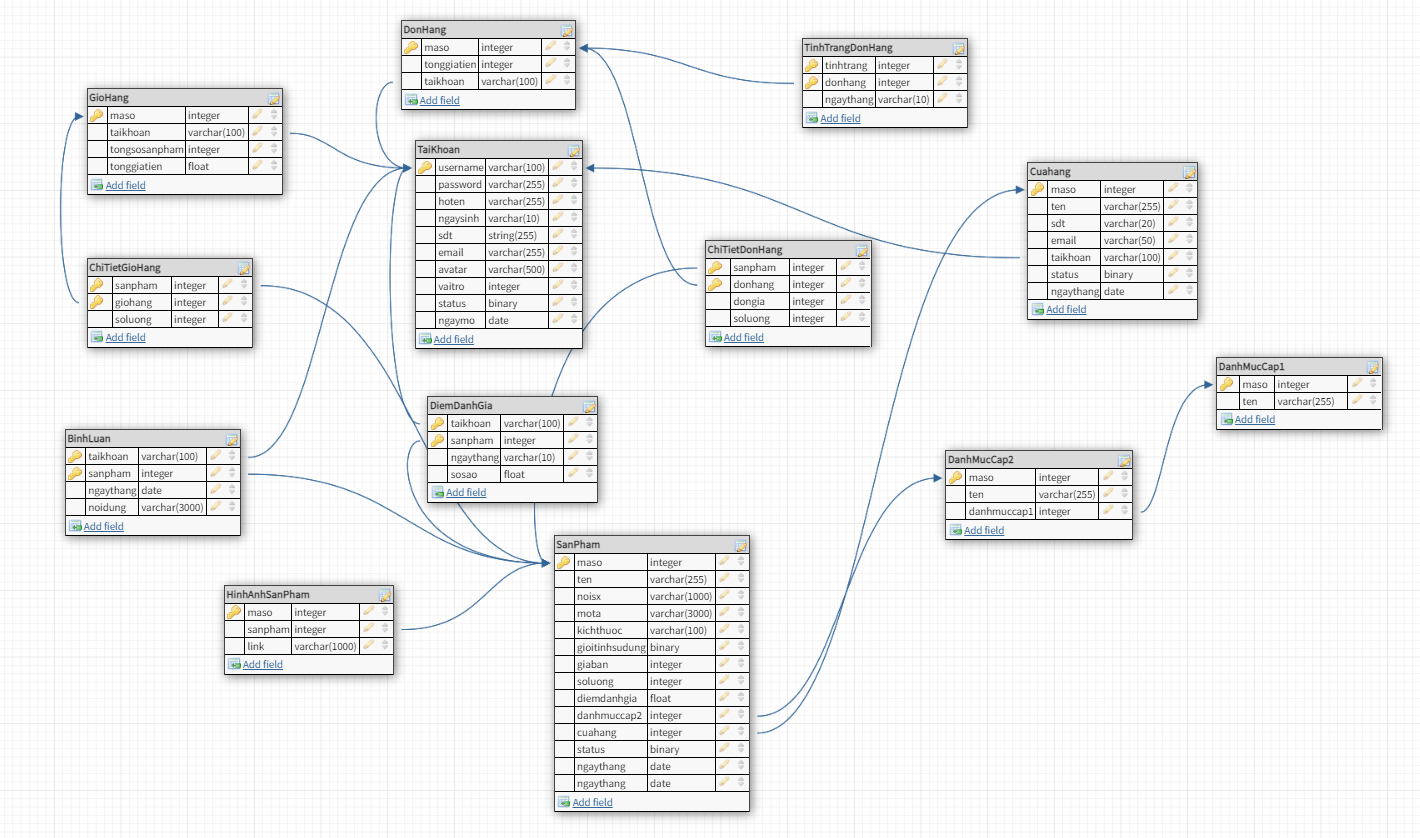 DonHang
maso integer
tonggiatien integer
taikhoan varchar(100)
Add field
TinhTrangDonHang
tinhtrang integer
donhang integer
ngaythang varchar(10)
Add field
GioHang
maso integer
taikhoan varchar(100)
tongsosanpham integer
tonggiatien float
Add field
TaiKhoan
username varchar(100)
password varchar(255)
hoten varchar(255)
ngaysinh varchar(10)
sdt string(255)
email varchar(255)
avatar varchar(500)
vaitro integer
status binary
ngaymo date
Add field
Cuahang
maso integer
ten varchar(255)
sdt varchar(20)
email varchar(50)
taikhoan varchar(100)
status binary
ngaythang date
Add field
ChiTietGioHang
sanpham integer
giohang integer
soluong integer
Add field
ChiTietDonHang
sanpham integer
donhang integer
dongia integer
soluong integer
Add field
DanhMucCap1
maso integer
ten varchar(255)
Add field
DiemDanhGia
taikhoan varchar(100)
sanpham integer
ngaythang varchar(10)
sosao float
Add field
BinhLuan
taikhoan varchar(100)
sanpham integer
ngaythang date
noidung varchar(3000)
Add field
DanhMucCap2
maso integer
ten varchar(255)
danhmuccap1 integer
Add field
HinhAnhSanPham
maso integer
sanpham integer
link varchar(1000)
Add field
SanPham
maso integer
ten varchar(255)
noisx varchar(1000)
mota varchar(3000)
kichthuoc varchar(100)
gioitinhsudung binary
giaban integer
soluong integer
diemdanhgia float
danhmuccap2 integer
cuahang integer
status binary
ngaythang date
ngaythang date
Add field